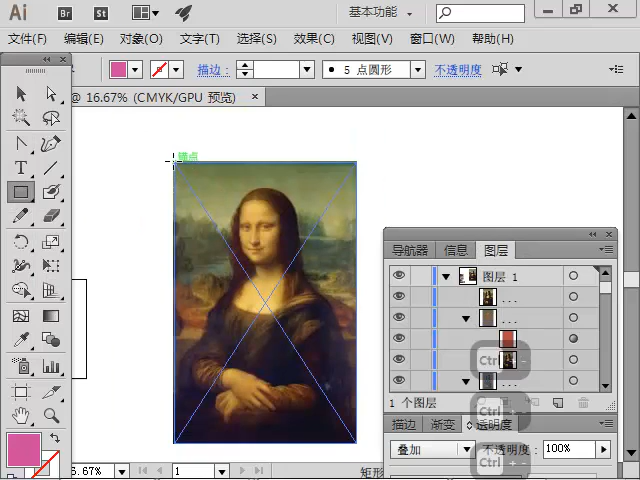 Ai Br St 基本功能
文件(F) 编辑(E) 对象(O) 文字(T) 选择(S) 效果(C) 视图(V) 窗口(W) 帮助(H)
描边: 5 点圆形 不透明度
@ 16.67% (CMYK/GPU 预览) ×
锚点
导航器 信息 图层
图层 1
...
...
...
Ctrl -
1 个图层
Ctrl + -
描边 渐变 透明度
叠加 不透明度: 100%
Ctrl + -
6.67% 1 矩形